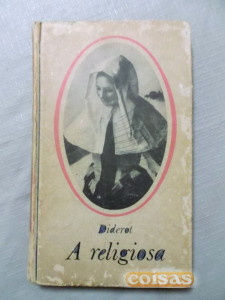 Diderot
A religiosa
coisas